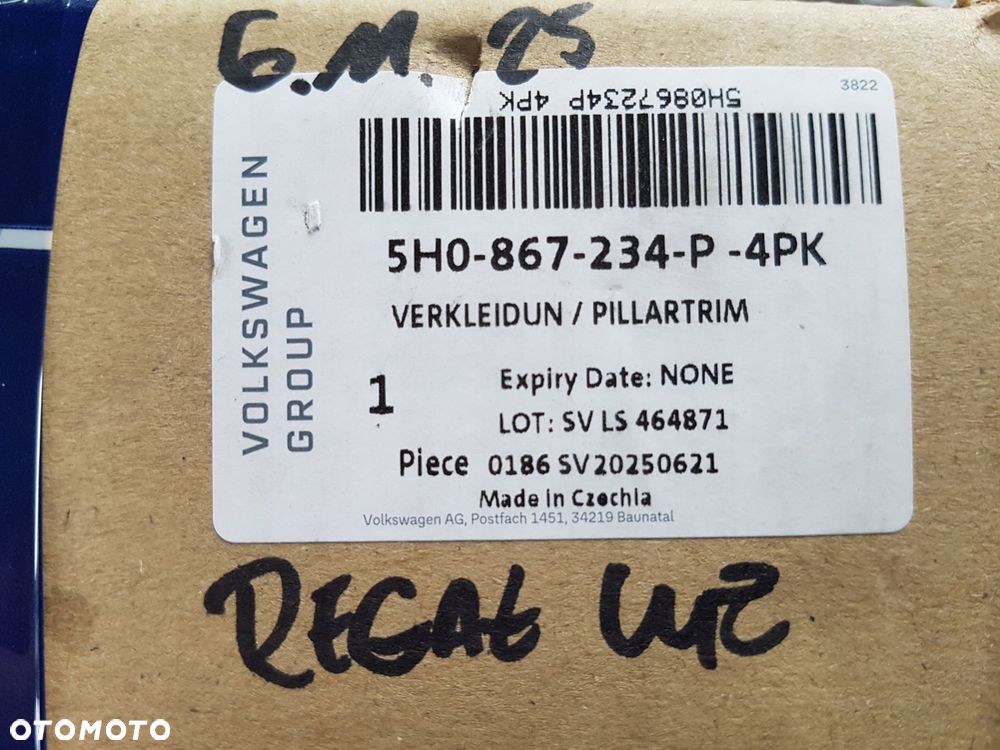 G.M. 25
3822
5H0867234P 4PK
VOLKSWAGEN
GROUP
5H0-867-234-P -4PK
VERKLEIDUN / PILLARTRIM
1
Expiry Date: NONE
LOT: SV LS 464871
Piece 0186 SV20250621
Made in Czechia
Volkswagen AG, Postfach 1451, 34219 Baunatal
REGAŁ
OTOMOTO